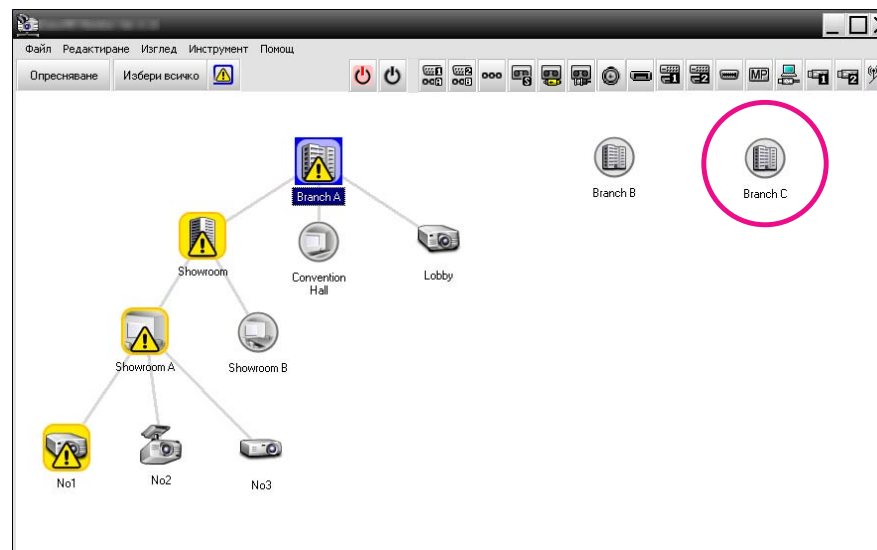 Файл Редактиране Изглед Инструмент Помощ
Опресняване Избери всичко
MP
Branch A
Branch B
Branch C
Showroom
Convention
Hall
Lobby
Showroom A
Showroom B
No1
No2
No3